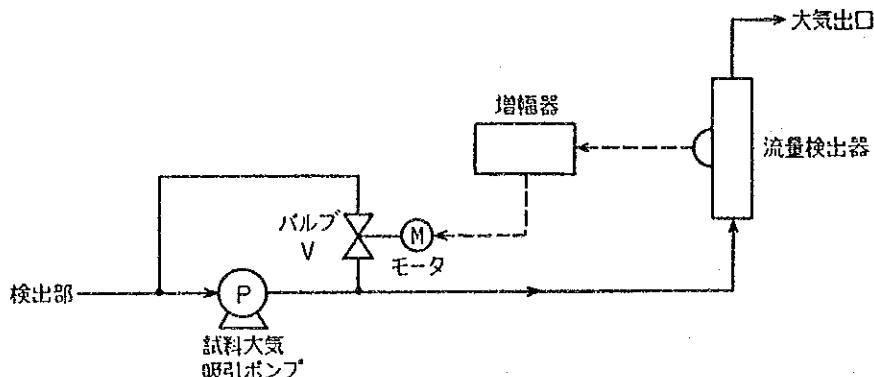 大気出口
増幅器
流量検出器
バルブ
V
M
モータ
検出部
P
試料大気
吸引ポンプ